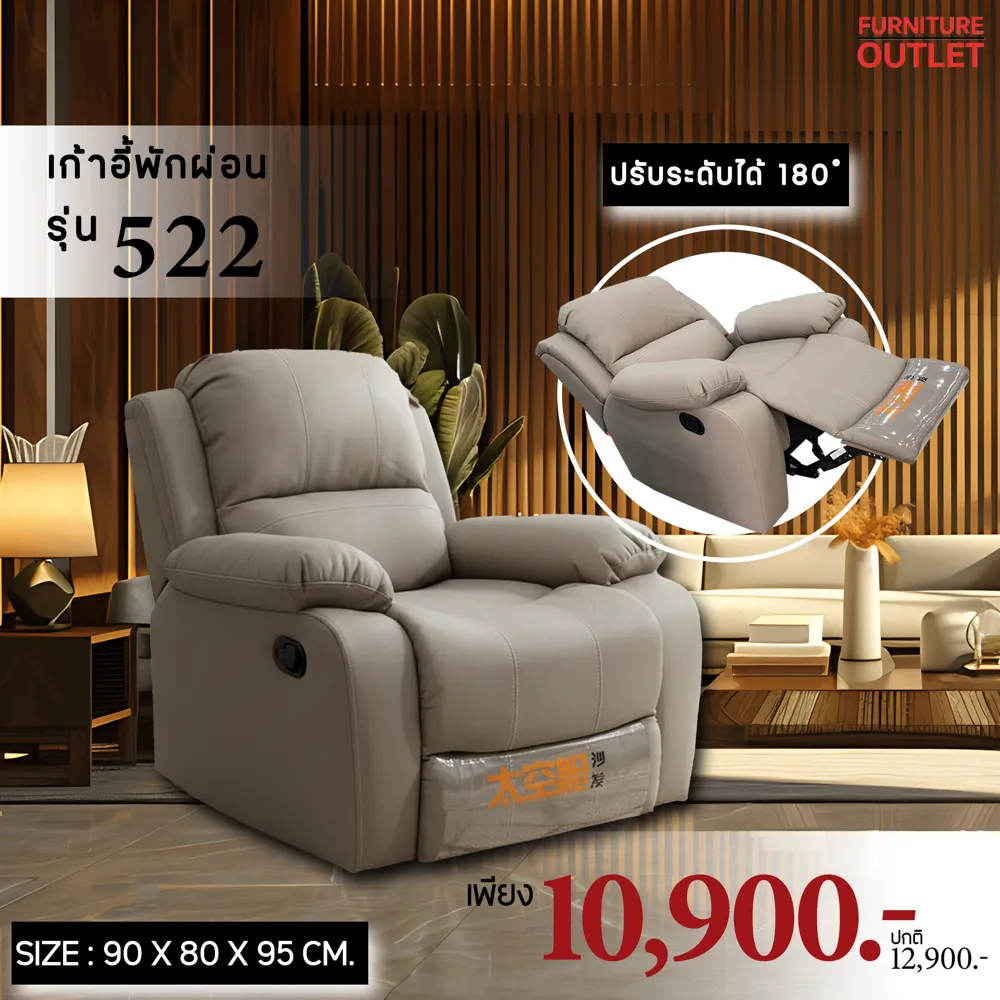 FURNITURE
OUTLET
เก้าอี้พักผ่อน
รุ่น 522
ปรับระดับได้ 180°
太空舱
沙发
เพียง 10,900.-
ปกติ
12,900.-
SIZE : 90 X 80 X 95 CM.